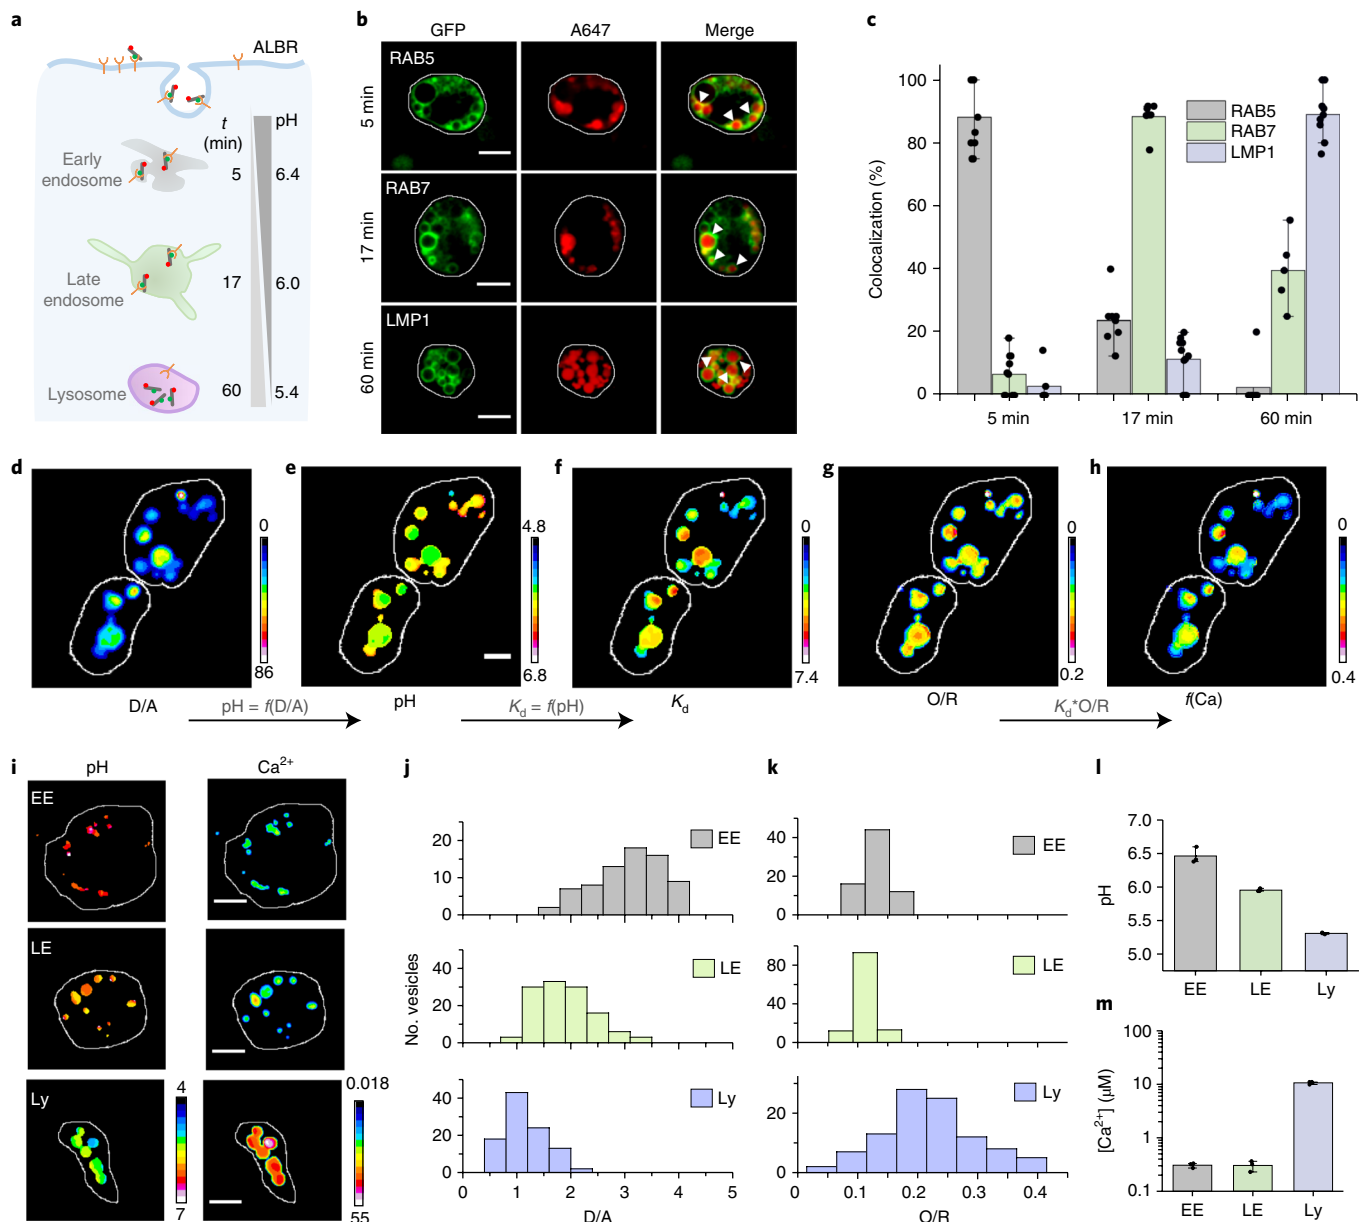 a
ALBR
t
(min)
pH
Early
endosome
5
6.4
Late
endosome
17
6.0
Lysosome
60
5.4
b
GFP
A647
Merge
5 min
RAB5
17 min
RAB7
60 min
LMP1
c
Colocalization (%)
100
80
60
40
20
0
RAB5
RAB7
LMP1
5 min
17 min
60 min
d
0
86
D/A
pH = f(D/A)
e
4.8
6.8
pH
Kd = f(pH)
f
0
7.4
Kd
g
0
0.2
O/R
Kd*O/R
h
0
0.4
f(Ca)
i
pH
Ca2+
EE
LE
Ly
4
7
0.018
55
j
No. vesicles
20
10
0
EE
40
20
0
LE
40
20
0
Ly
0
1
2
3
4
5
D/A
k
40
20
0
EE
80
40
0
LE
20
0
Ly
0
0.1
0.2
0.3
0.4
O/R
l
pH
7.0
6.5
6.0
5.5
5.0
EE
LE
Ly
m
[Ca2+] (μM)
100
10
1
0.1
EE
LE
Ly